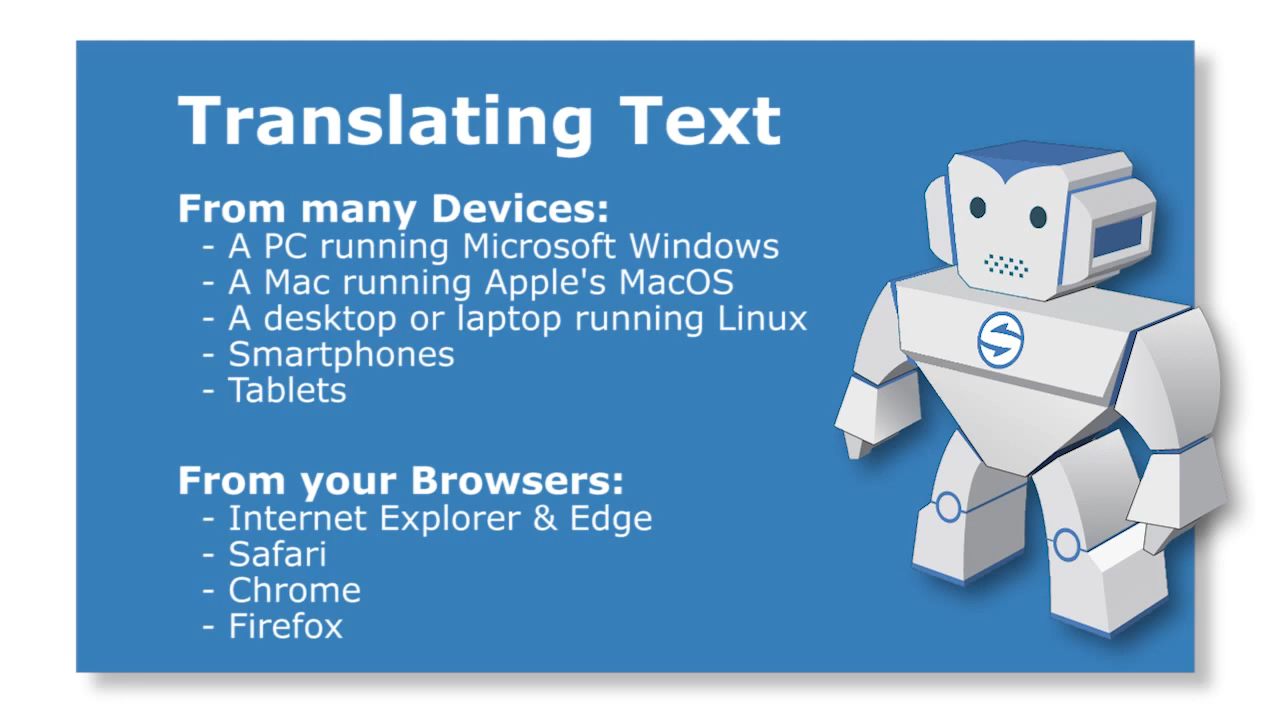 Translating Text
From many Devices:
- A PC running Microsoft Windows
- A Mac running Apple's MacOS
- A desktop or laptop running Linux
- Smartphones
- Tablets
From your Browsers:
- Internet Explorer & Edge
- Safari
- Chrome
- Firefox